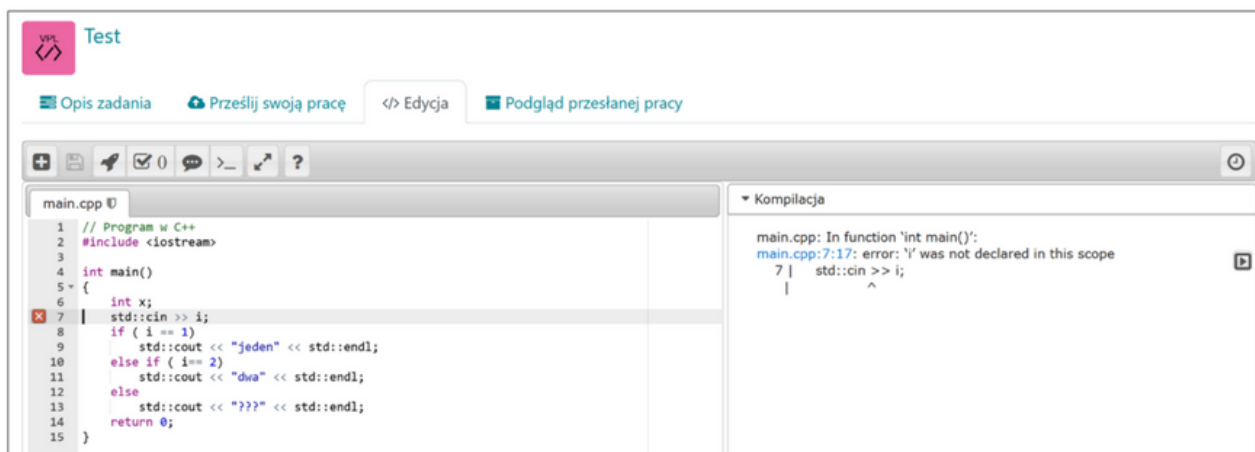 VPL
</>
Test
Opis zadania Prześlij swoją pracę </> Edycja Podgląd przesłanej pracy
0 >_ ?
main.cpp
1 // Program w C++
2 #include <iostream>
3
4 int main()
5 {
6 int x;
7 std::cin >> i;
8 if ( i == 1)
9 std::cout << "jeden" << std::endl;
10 else if ( i== 2)
11 std::cout << "dwa" << std::endl;
12 else
13 std::cout << "???" << std::endl;
14 return 0;
15 }
Kompilacja
main.cpp: In function ‘int main()’:
main.cpp:7:17: error: ‘i’ was not declared in this scope
7 | std::cin >> i;
| ^